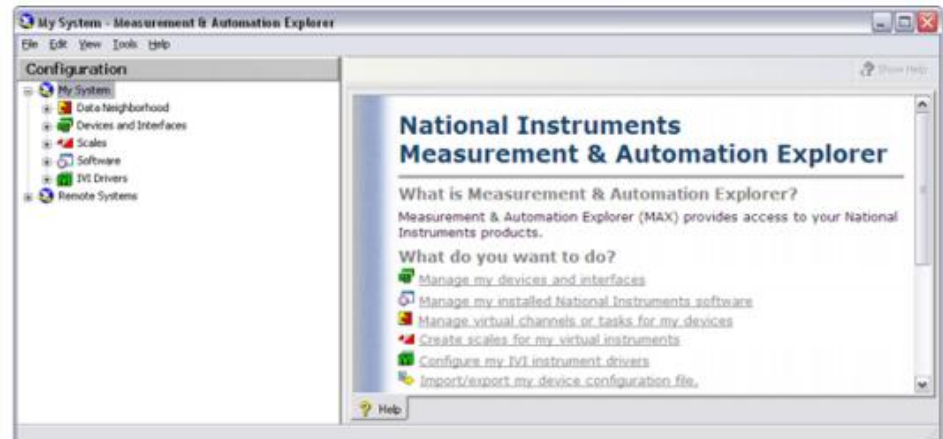 My System - Measurement & Automation Explorer
File Edit View Tools Help
Configuration
Show Help
My System
Data Neighborhood
Devices and Interfaces
Scales
Software
IVI Drivers
Remote Systems
National Instruments
Measurement & Automation Explorer
What is Measurement & Automation Explorer?
Measurement & Automation Explorer (MAX) provides access to your National
Instruments products.
What do you want to do?
Manage my devices and interfaces
Manage my installed National Instruments software
Manage virtual channels or tasks for my devices
Create scales for my virtual instruments
Configure my IVI instrument drivers
Import/export my device configuration file.
Help